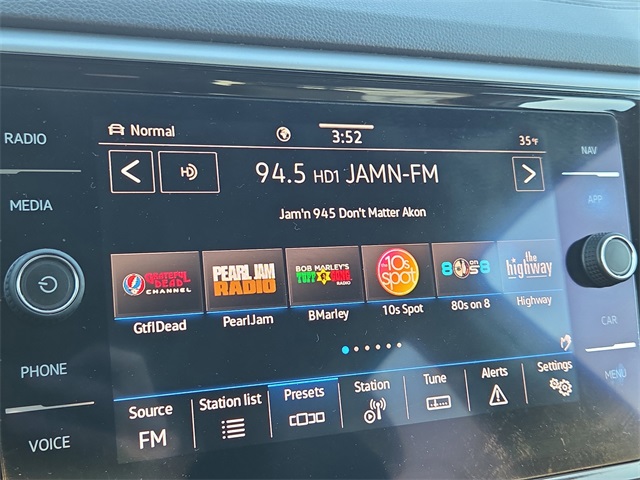 RADIO
MEDIA
PHONE
VOICE
Normal
3:52
35°F
94.5 HD1 JAMN-FM
Jam'n 945 Don't Matter Akon
GRATEFUL DEAD CHANNEL
PEARL JAM RADIO
BOB MARLEY'S TUFF GONG RADIO
~10s SPOT
80s on 8
the highway
GtflDead
PearlJam
BMarley
10s Spot
80s on 8
Highway
Source
FM
Station list
Presets
Station
Tune
Alerts
Settings
NAV
APP
CAR
MENU